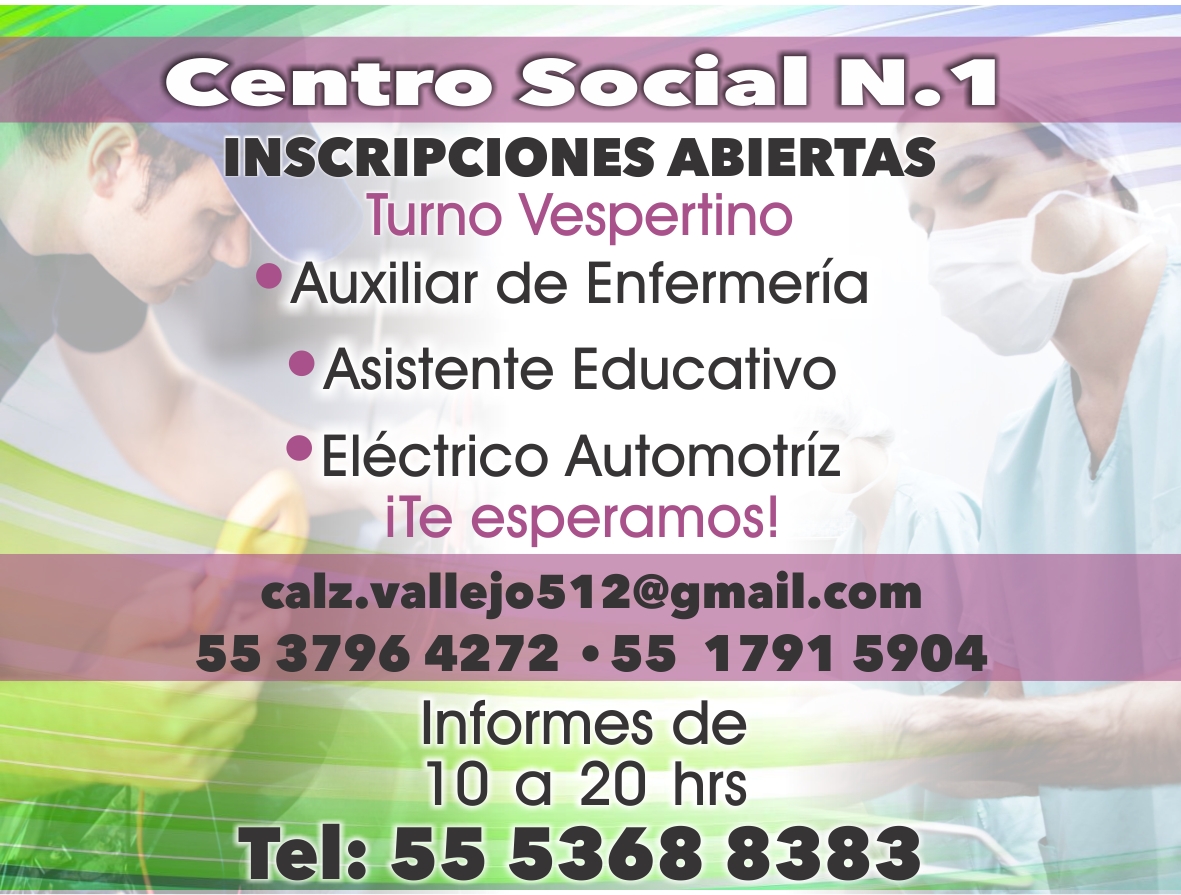 Centro Social N.1
INSCRIPCIONES ABIERTAS
Turno Vespertino
•Auxiliar de Enfermería
•Asistente Educativo
•Eléctrico Automotríz
¡Te esperamos!
calz.vallejo512@gmail.com
55 3796 4272 • 55 1791 5904
Informes de
10 a 20 hrs
Tel: 55 5368 8383